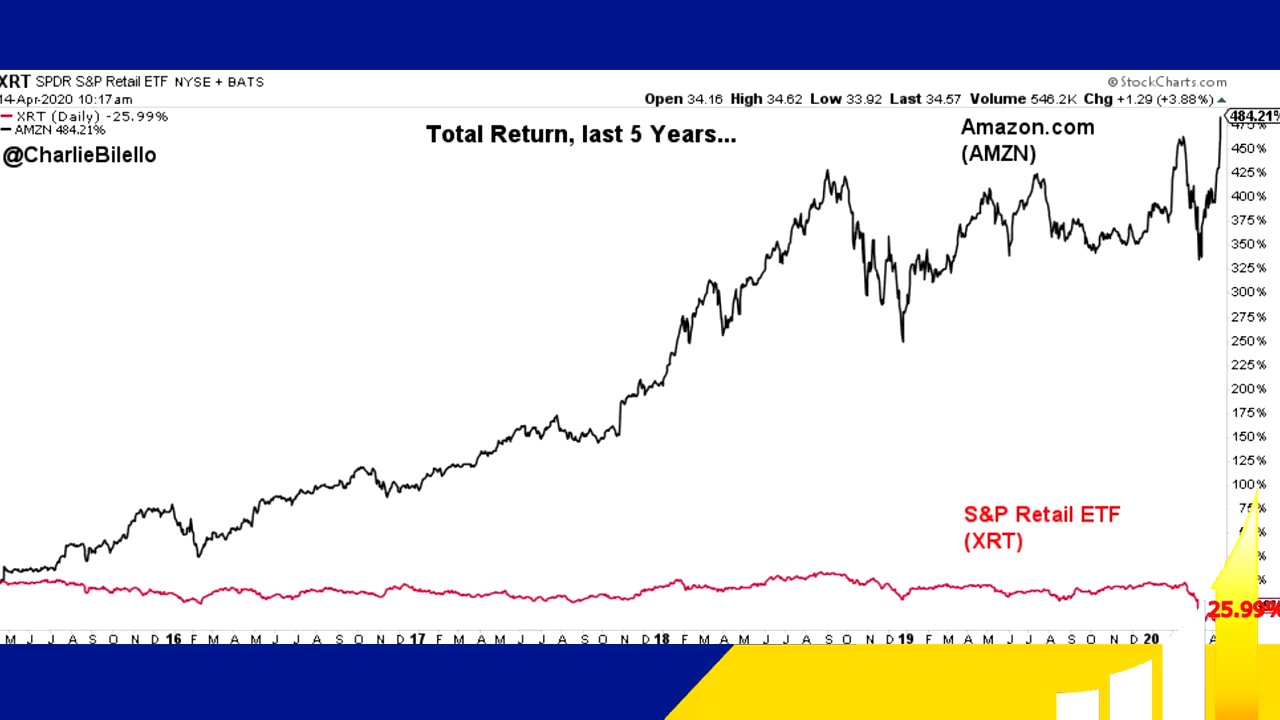 XRT SPDR S&P Retail ETF NYSE + BATS
© StockCharts.com
14-Apr-2020 10:17am
Open 34.16 High 34.62 Low 33.92 Last 34.57 Volume 546.2K Chg +1.29 (+3.88%)
XRT (Daily) -25.99%
AMZN 484.21%
@CharlieBilello
Total Return, last 5 Years...
Amazon.com
(AMZN)
484.21%
475%
450%
425%
400%
375%
350%
325%
300%
275%
250%
225%
200%
175%
150%
125%
100%
S&P Retail ETF
(XRT)
25.99%
M J J A S O N D 16 F M A M J J A S O N D 17 F M A M J J A S O N D 18 F M A M J J A S O N D 19 F M A M J J A S O N D 20